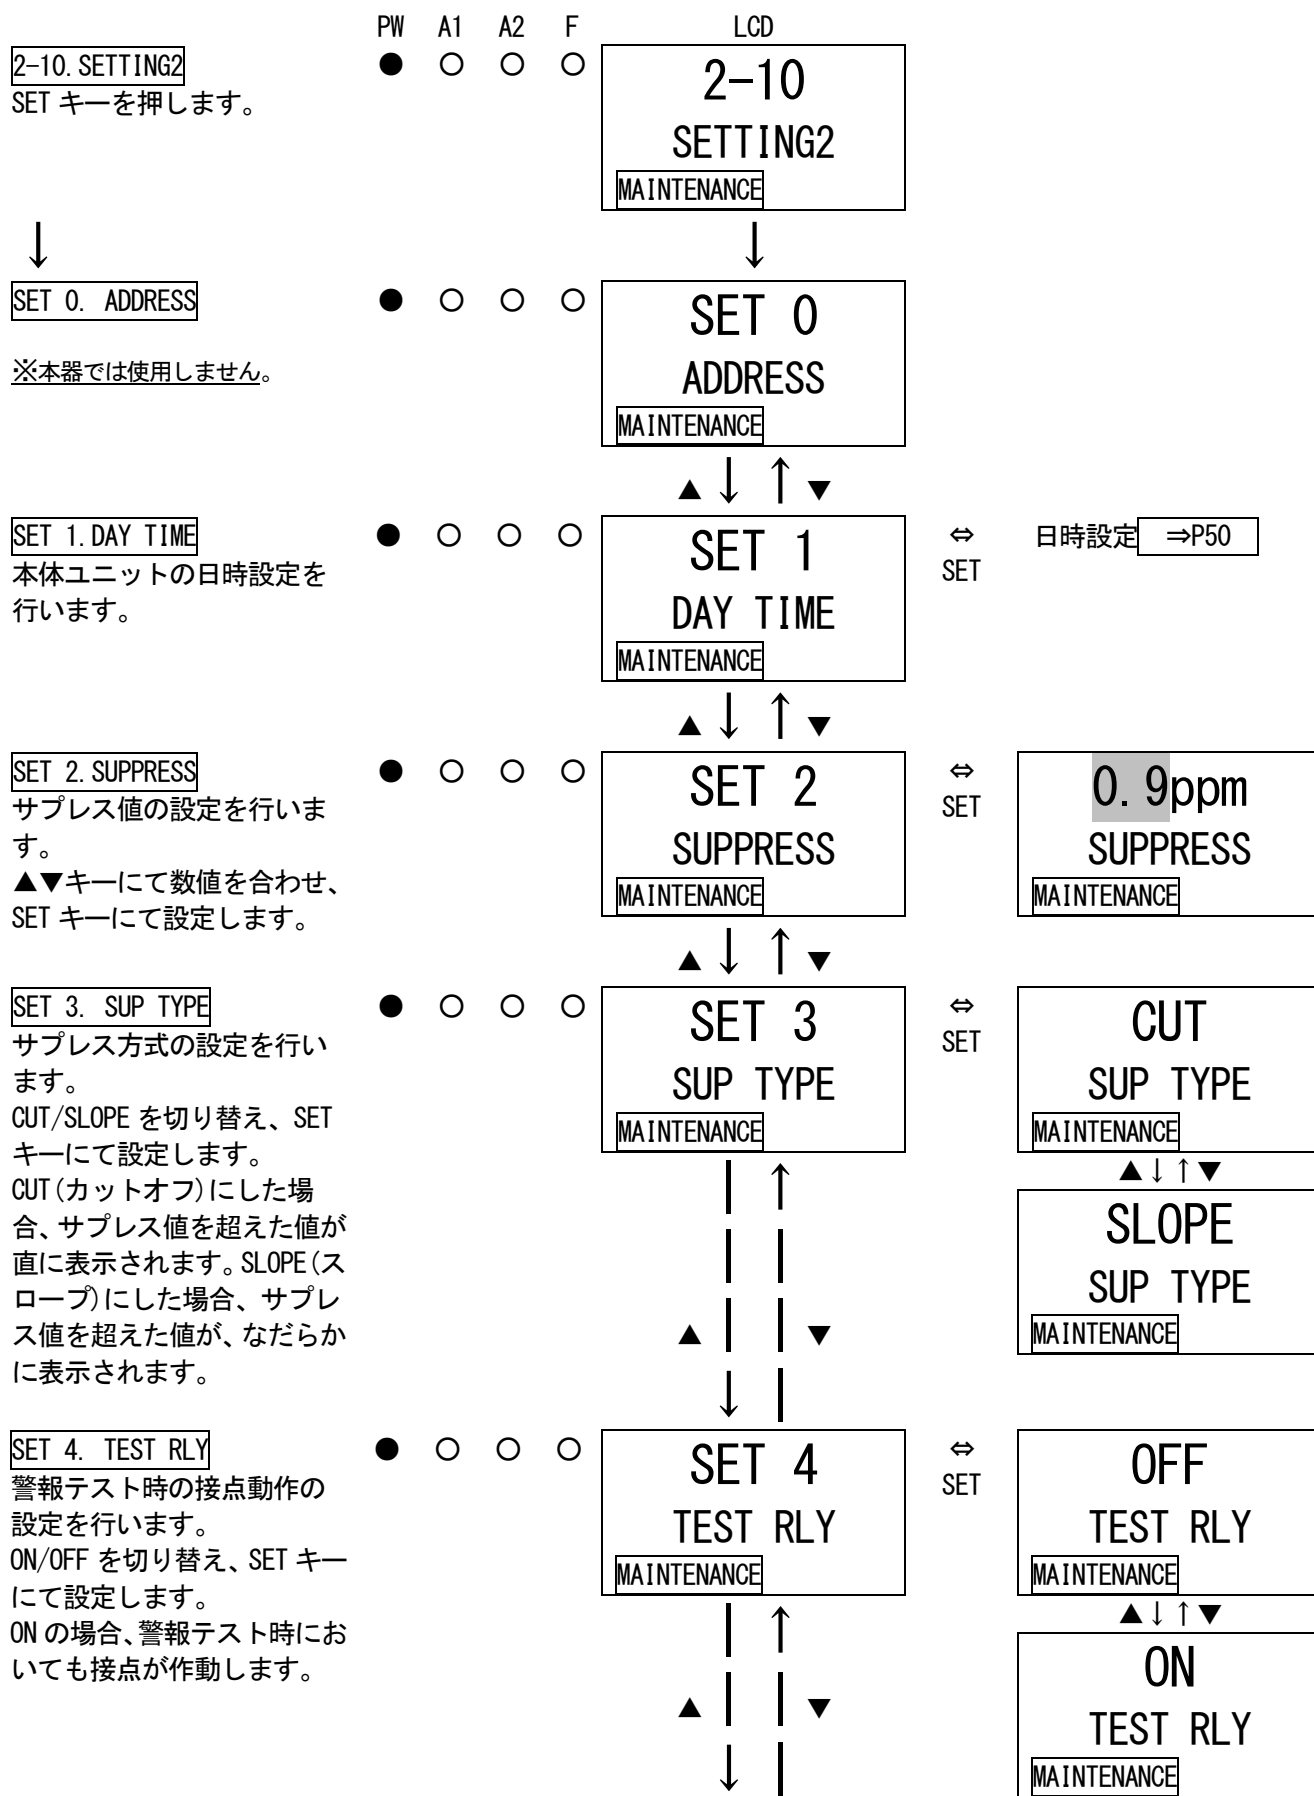 PW A1 A2 F LCD
2-10.SETTING2 ● ○ ○ ○ 2-10
SET キーを押します。
SETTING2
MAINTENANCE
↓ ↓
SET 0. ADDRESS ● ○ ○ ○ SET 0
※本器では使用しません。
ADDRESS
MAINTENANCE
▲↓ ↑▼
SET 1.DAY TIME ● ○ ○ ○ SET 1 ⇔ 日時設定 ⇒P50
本体ユニットの日時設定を
SET
行います。
DAY TIME
MAINTENANCE
▲↓ ↑▼
SET 2.SUPPRESS ● ○ ○ ○ SET 2 ⇔ 0.9ppm
サプレス値の設定を行いま
SET
す。
SUPPRESS SUPPRESS
▲▼キーにて数値を合わせ、
MAINTENANCE MAINTENANCE
SET キーにて設定します。
▲↓ ↑▼
SET 3. SUP TYPE ● ○ ○ ○ SET 3 ⇔ CUT
サプレス方式の設定を行い
SET
ます。
SUP TYPE SUP TYPE
CUT/SLOPE を切り替え、SET
MAINTENANCE MAINTENANCE
キーにて設定します。
▲↓↑▼
CUT(カットオフ)にした場
合、サプレス値を超えた値が
SLOPE
直に表示されます。SLOPE(ス
SUP TYPE
ロープ)にした場合、サプレ
ス値を超えた値が、なだらか
▲ ▼ MAINTENANCE
に表示されます。
↓
SET 4. TEST RLY ● ○ ○ ○ SET 4 ⇔ OFF
警報テスト時の接点動作の
SET
設定を行います。
TEST RLY TEST RLY
ON/OFF を切り替え、SET キー
MAINTENANCE MAINTENANCE
にて設定します。
▲↓↑▼
ON の場合、警報テスト時にお
いても接点が作動します。
ON
▲ ▼ TEST RLY
↓ MAINTENANCE